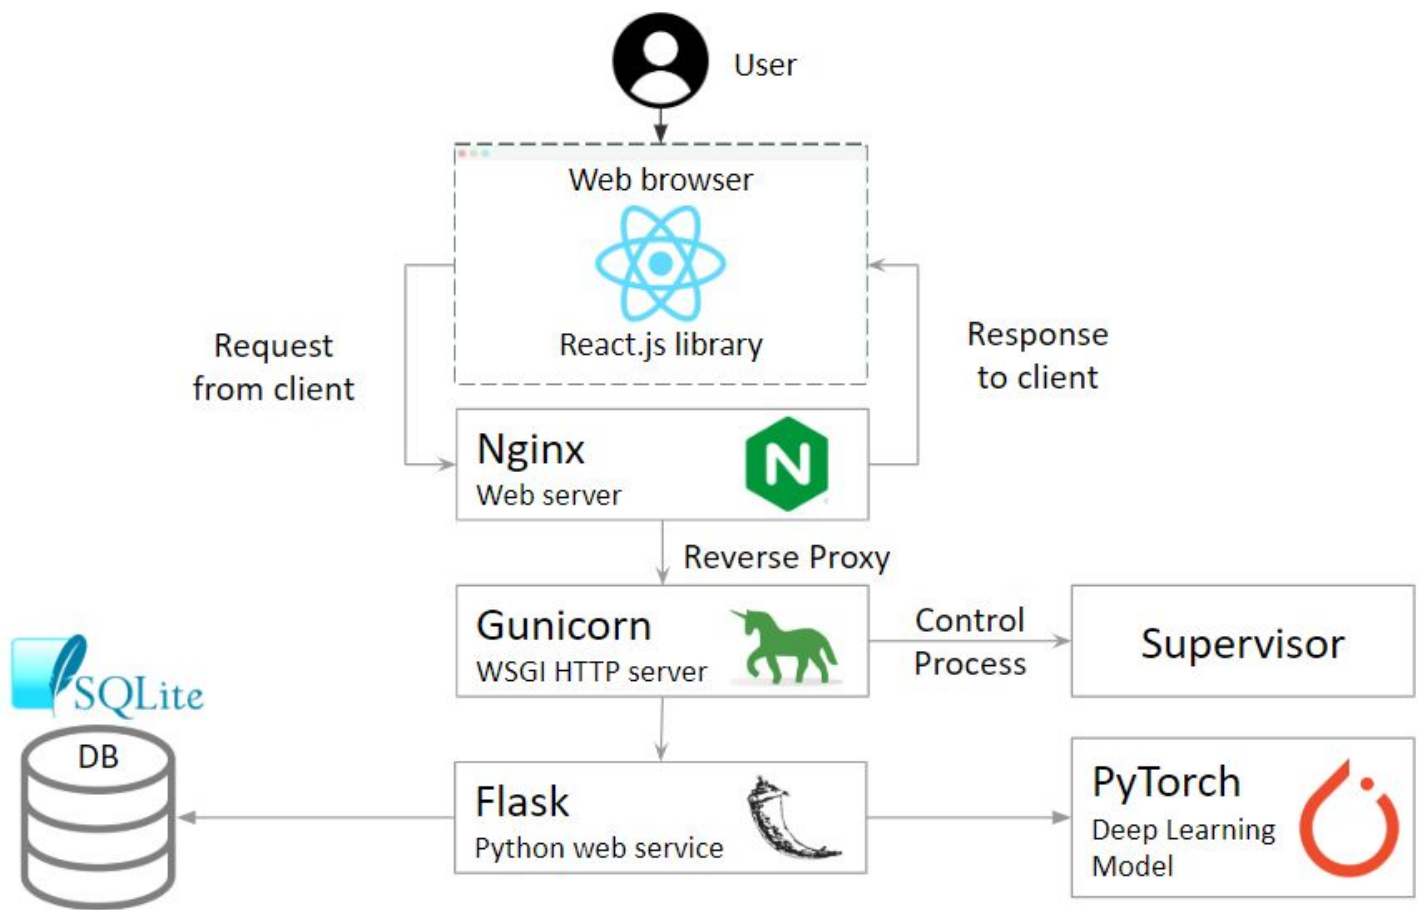 User
Web browser
React.js library
Request
from client
Response
to client
Nginx
Web server
N
Reverse Proxy
Gunicorn
WSGI HTTP server
Control
Process
Supervisor
SQLite
DB
Flask
Python web service
PyTorch
Deep Learning
Model